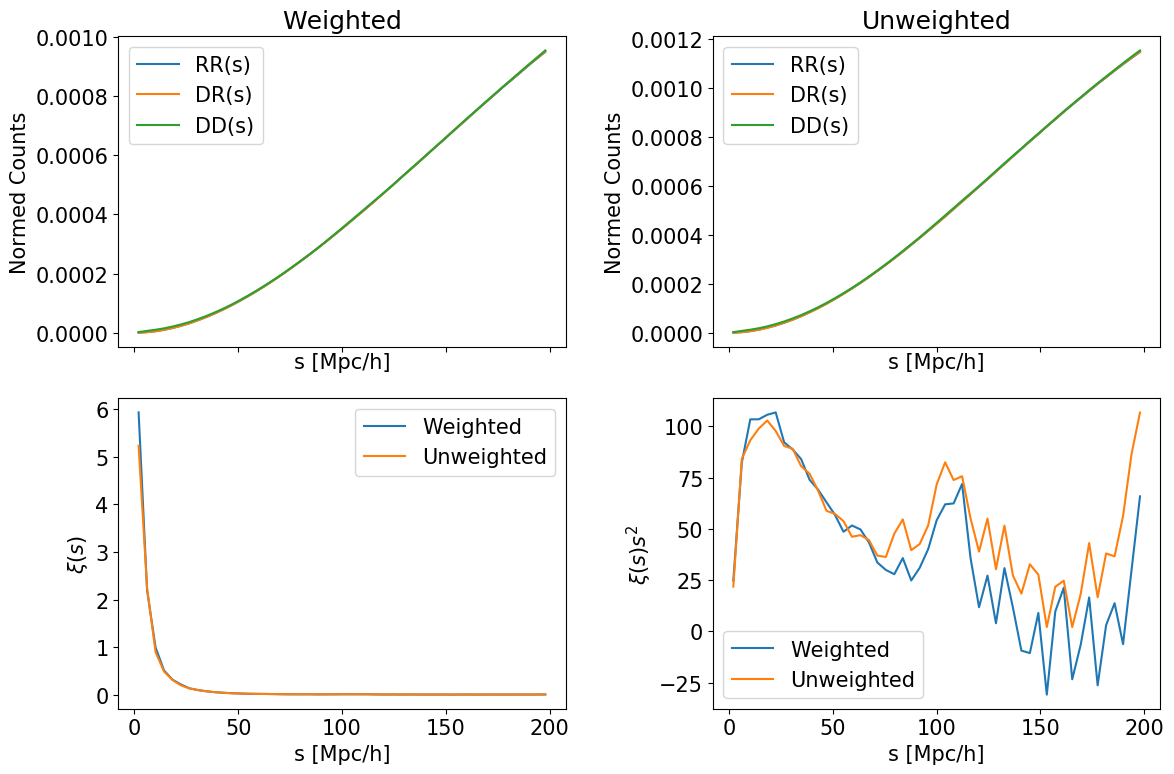 Weighted
Normed Counts
0.0010
0.0008
0.0006
0.0004
0.0002
0.0000
RR(s)
DR(s)
DD(s)
s [Mpc/h]
Unweighted
Normed Counts
0.0012
0.0010
0.0008
0.0006
0.0004
0.0002
0.0000
RR(s)
DR(s)
DD(s)
s [Mpc/h]
ξ(s)
6
5
4
3
2
1
0
Weighted
Unweighted
0 50 100 150 200
s [Mpc/h]
ξ(s)s²
100
75
50
25
0
−25
Weighted
Unweighted
0 50 100 150 200
s [Mpc/h]